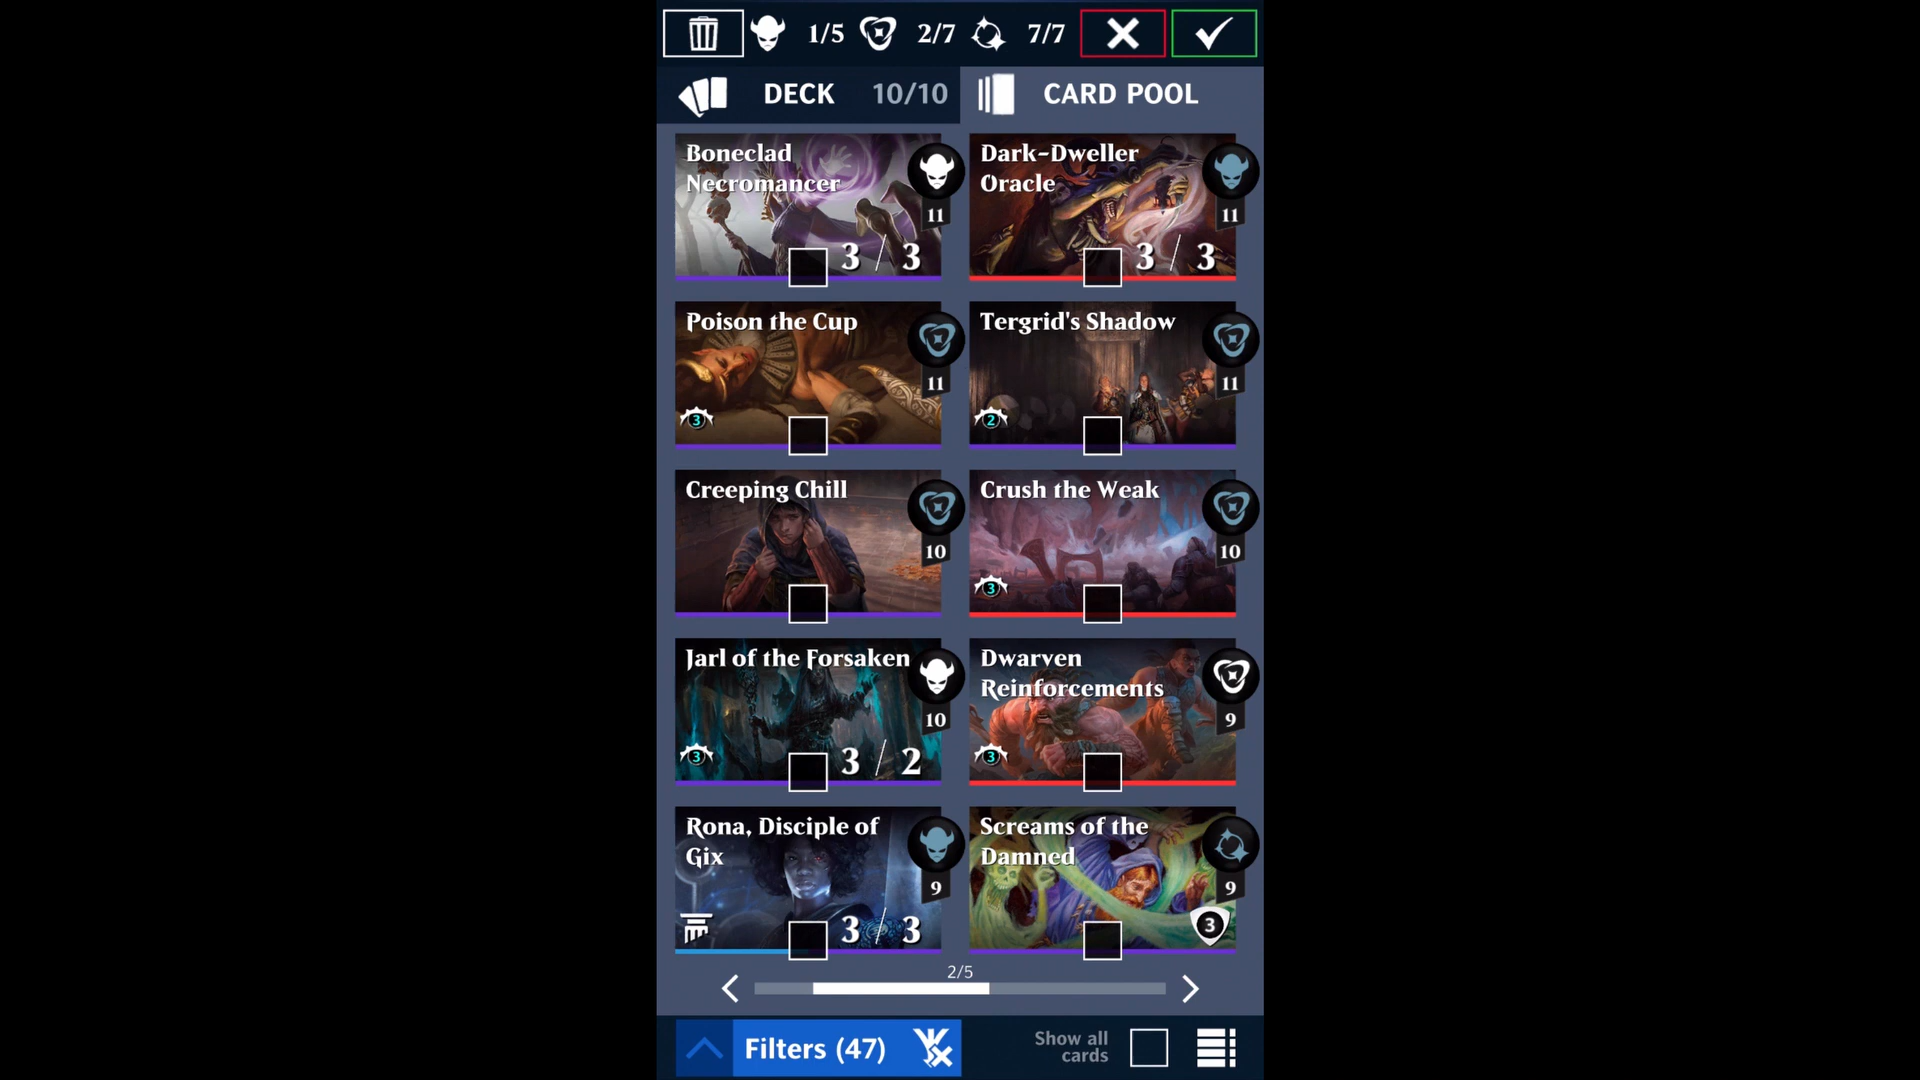 1/5 2/7 7/7
DECK 10/10 CARD POOL
Boneclad
Necromancer
11
3 / 3
Dark-Dweller
Oracle
11
3 / 3
Poison the Cup
11
3
Tergrid's Shadow
11
2
Creeping Chill
10
Crush the Weak
10
3
Jarl of the Forsaken
10
3
3 / 2
Dwarven
Reinforcements
9
3
Rona, Disciple of
Gix
9
3 / 3
Screams of the
Damned
9
3
2/5
Filters (47)
Show all
cards